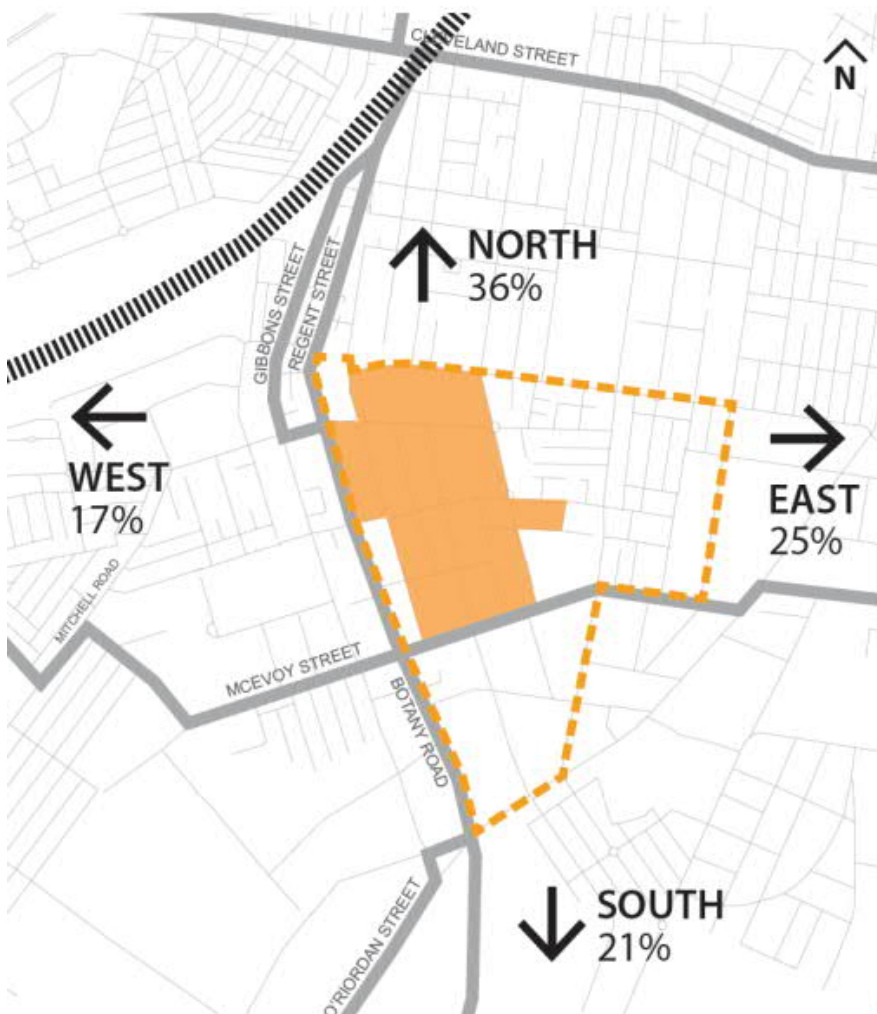 CLEVELAND STREET
N
NORTH
36%
GIBBONS STREET
REGENT STREET
WEST
17%
EAST
25%
MITCHELL ROAD
MCEVOY STREET
BOTANY ROAD
SOUTH
21%
O'RIORDAN STREET